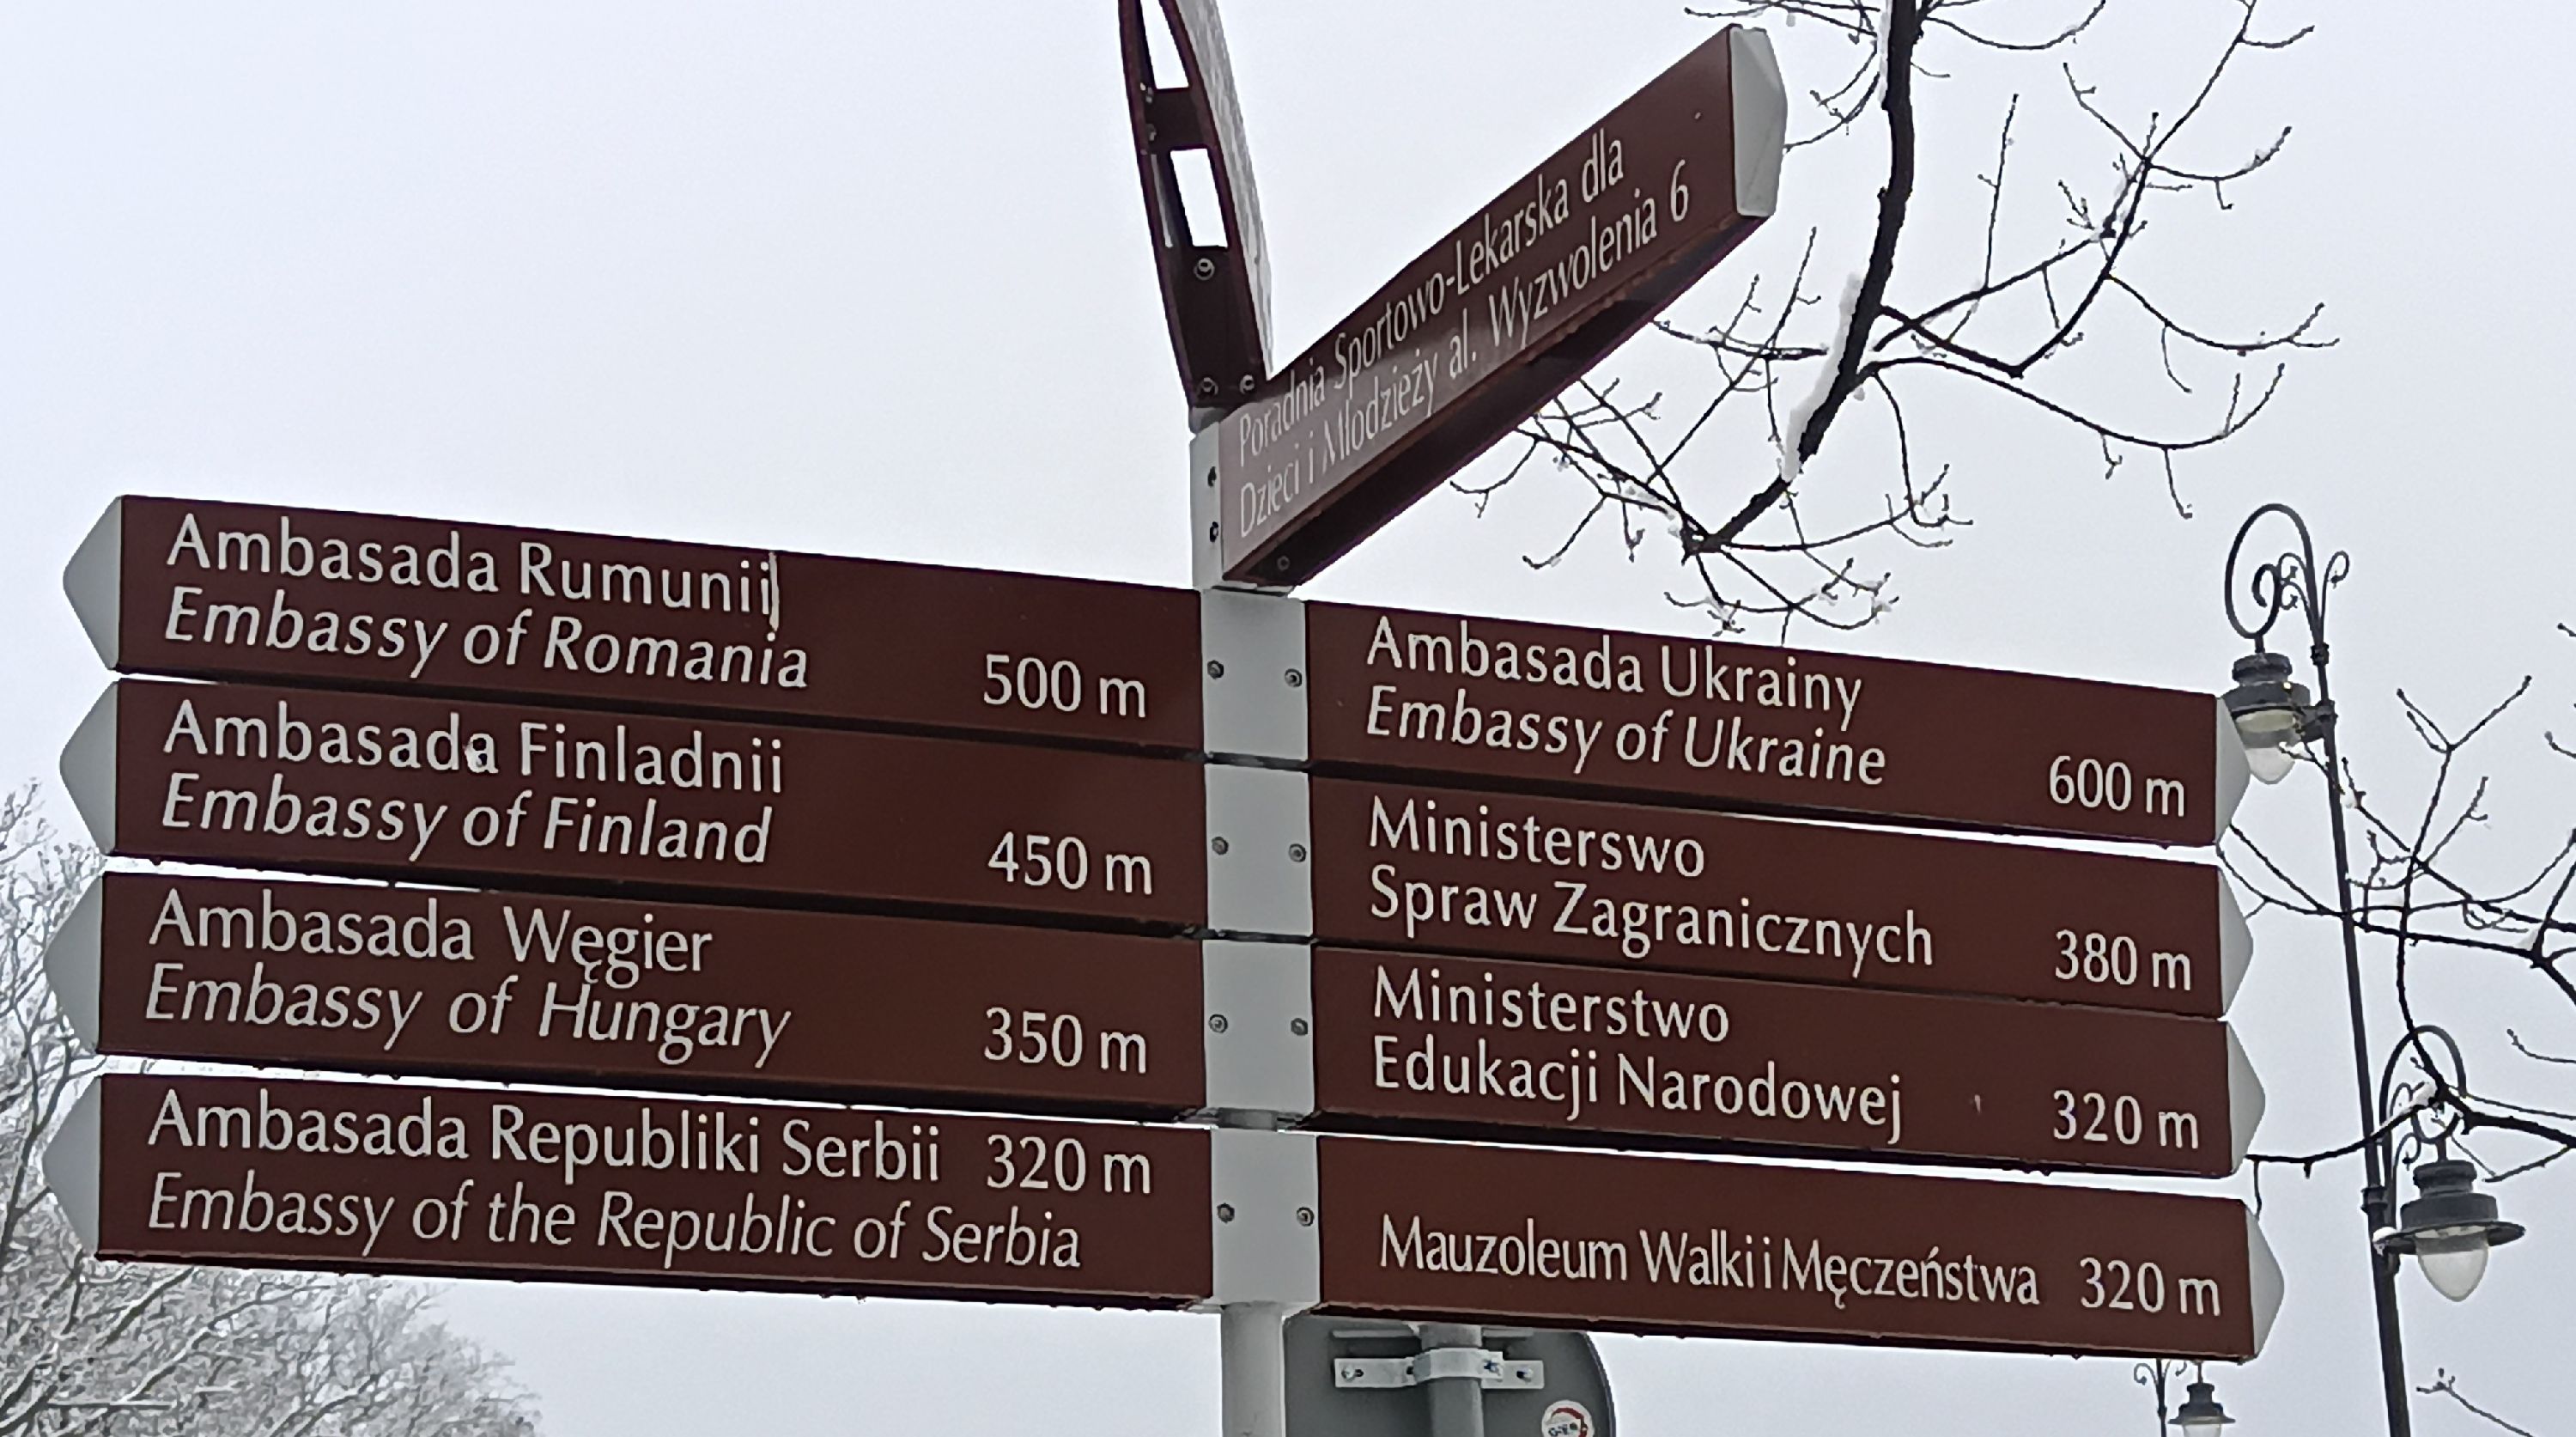 Poradnia Sportowo-Lekarska dla
Dzieci i Młodzieży al. Wyzwolenia 6
Ambasada Rumunii
Embassy of Romania 500 m
Ambasada Finladnii
Embassy of Finland 450 m
Ambasada Węgier
Embassy of Hungary 350 m
Ambasada Republiki Serbii 320 m
Embassy of the Republic of Serbia
Ambasada Ukrainy
Embassy of Ukraine 600 m
Ministerswo
Spraw Zagranicznych 380 m
Ministerstwo
Edukacji Narodowej 320 m
Mauzoleum Walki i Męczeństwa 320 m